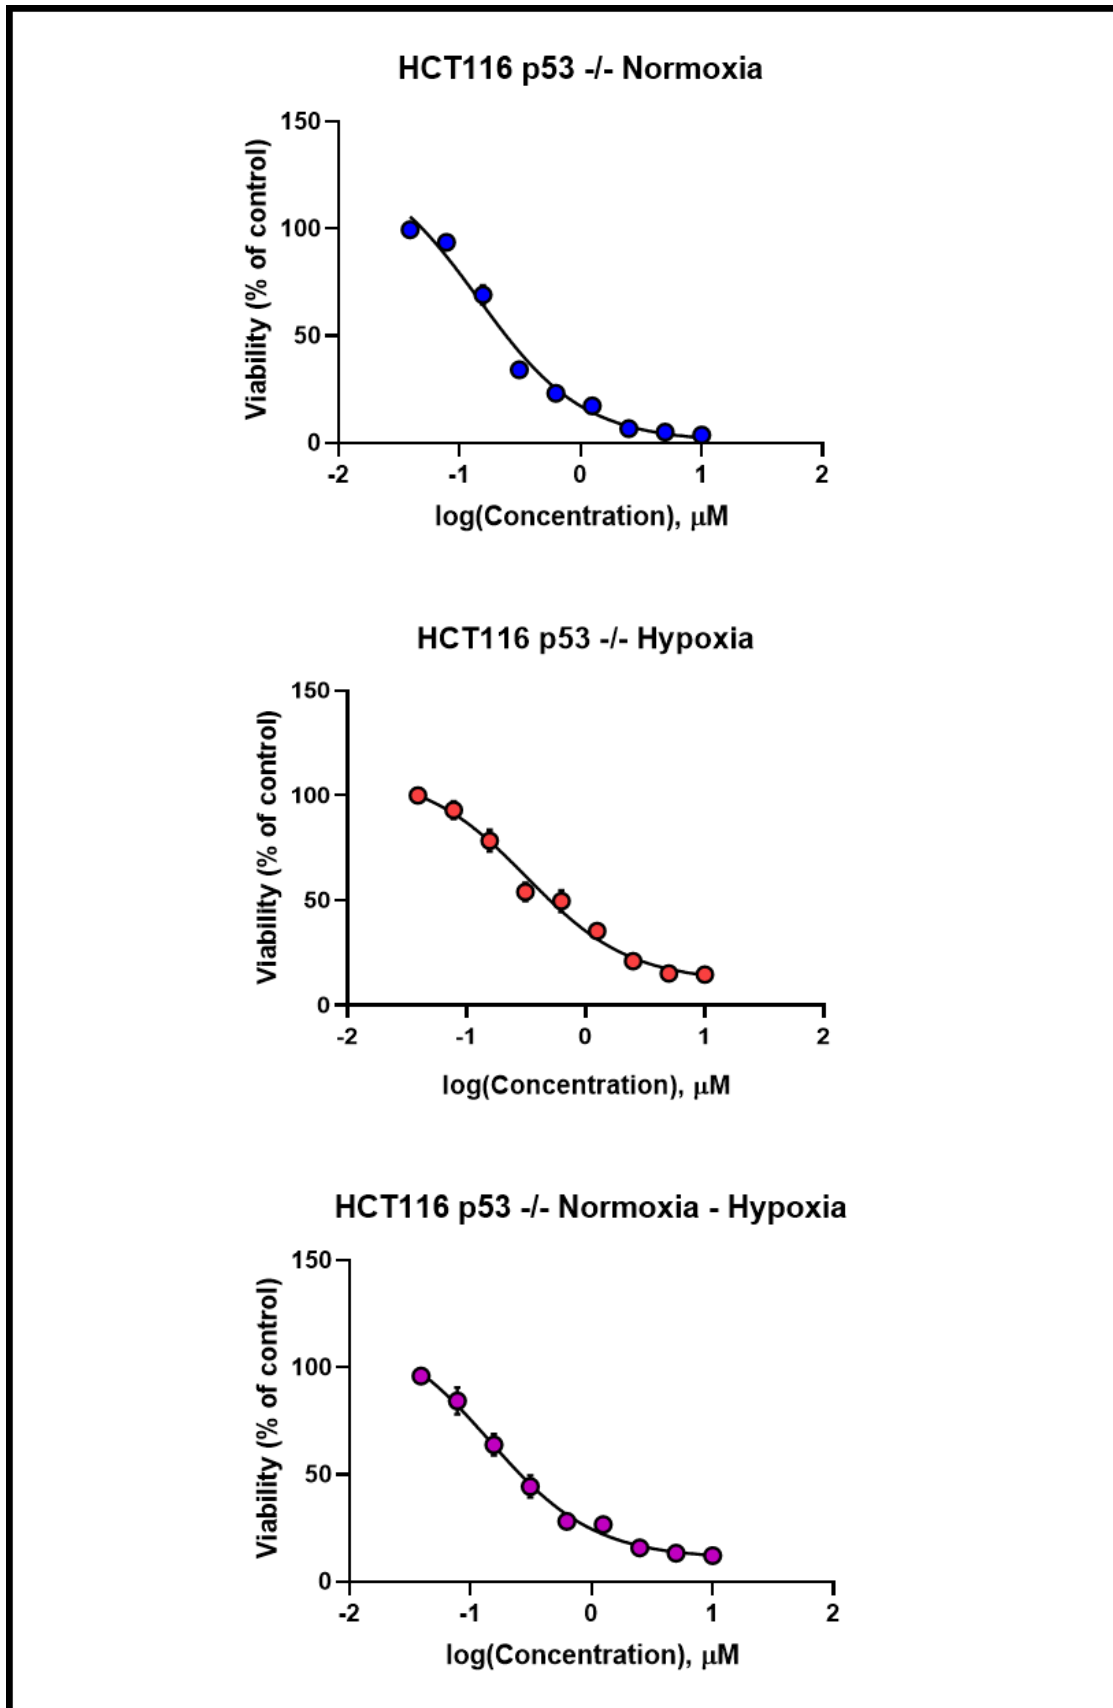 HCT116 p53 -/- Normoxia
150
100
50
0
-2 -1 0 1 2
Viability (% of control)
log(Concentration), μM
HCT116 p53 -/- Hypoxia
150
100
50
0
-2 -1 0 1 2
Viability (% of control)
log(Concentration), μM
HCT116 p53 -/- Normoxia - Hypoxia
150
100
50
0
-2 -1 0 1 2
Viability (% of control)
log(Concentration), μM